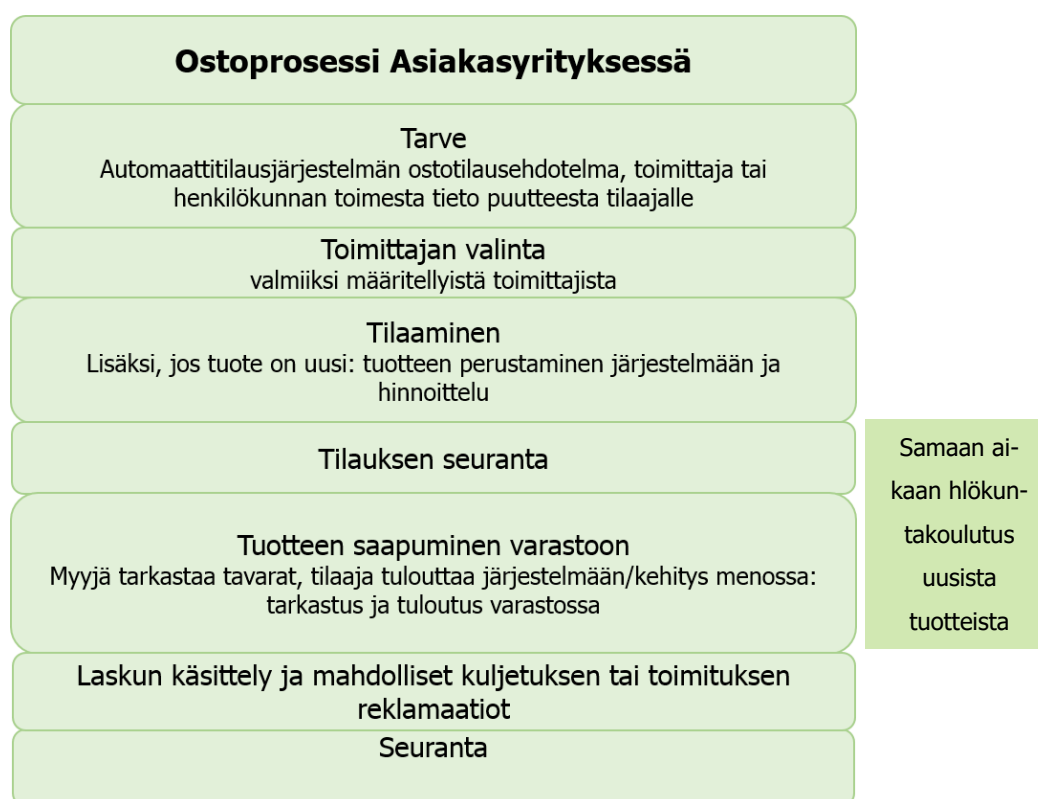 Ostoprosessi Asiakasyrityksessä
Tarve
Automaattitilausjärjestelmän ostotilausehdotelma, toimittaja tai
henkilökunnan toimesta tieto puutteesta tilaajalle
Toimittajan valinta
valmiiksi määritellyistä toimittajista
Tilaaminen
Lisäksi, jos tuote on uusi: tuotteen perustaminen järjestelmään ja
hinnoittelu
Tilauksen seuranta
Tuotteen saapuminen varastoon
Myyjä tarkastaa tavarat, tilaaja tulouttaa järjestelmään/kehitys menossa:
tarkastus ja tuloutus varastossa
Laskun käsittely ja mahdolliset kuljetuksen tai toimituksen
reklamaatiot
Seuranta
Samaan ai-
kaan hlökun-
takoulutus
uusista
tuotteista